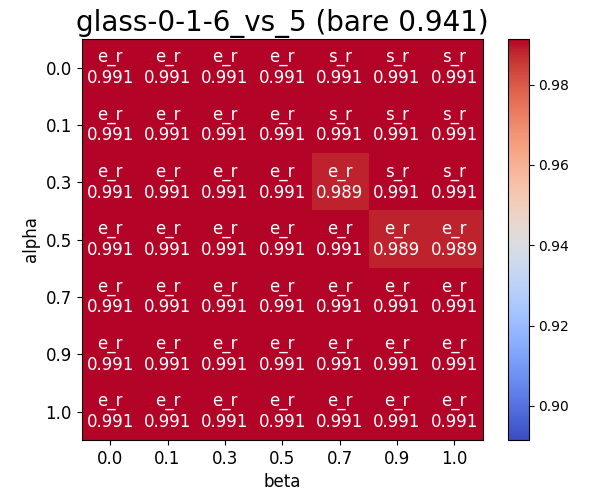 glass-0-1-6_vs_5 (bare 0.941)
0.0 e_r e_r e_r e_r s_r s_r s_r
0.991 0.991 0.991 0.991 0.991 0.991 0.991
0.1 e_r e_r e_r e_r s_r s_r s_r
0.991 0.991 0.991 0.991 0.991 0.991 0.991
0.3 e_r e_r e_r e_r e_r s_r s_r
0.991 0.991 0.991 0.991 0.989 0.991 0.991
0.5 e_r e_r e_r e_r e_r e_r e_r
0.991 0.991 0.991 0.991 0.991 0.989 0.989
0.7 e_r e_r e_r e_r e_r e_r e_r
0.991 0.991 0.991 0.991 0.991 0.991 0.991
0.9 e_r e_r e_r e_r e_r e_r e_r
0.991 0.991 0.991 0.991 0.991 0.991 0.991
1.0 e_r e_r e_r e_r e_r e_r e_r
0.991 0.991 0.991 0.991 0.991 0.991 0.991
0.0 0.1 0.3 0.5 0.7 0.9 1.0
beta
alpha
0.98
0.96
0.94
0.92
0.90